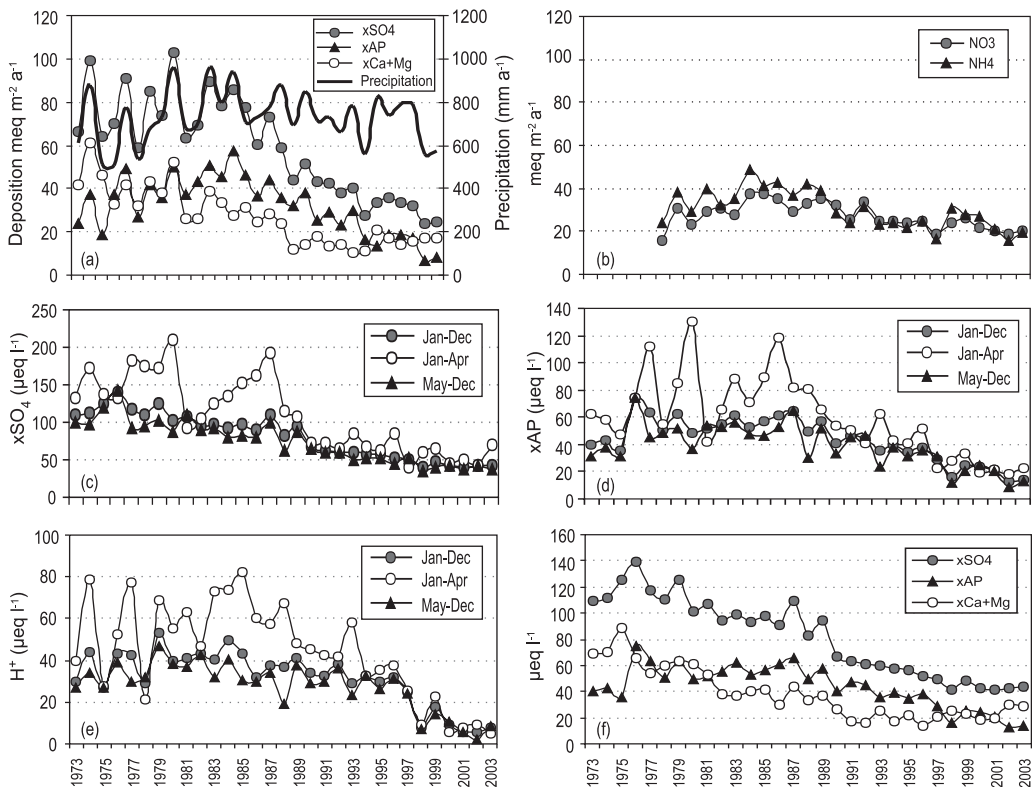 Deposition meq m-2 a-1
120
100
80
60
40
20
0
xSO4
xAP
xCa+Mg
Precipitation
(a)
1200
1000
800
600
400
200
0
Precipitation (mm a-1)
meq m-2 a-1
120
100
80
60
40
20
0
NO3
NH4
(b)
xSO4 (µeq l-1)
250
200
150
100
50
0
Jan-Dec
Jan-Apr
May-Dec
(c)
xAP (µeq l-1)
140
120
100
80
60
40
20
0
Jan-Dec
Jan-Apr
May-Dec
(d)
H+ (µeq l-1)
100
80
60
40
20
0
Jan-Dec
Jan-Apr
May-Dec
(e)
1973 1975 1977 1979 1981 1983 1985 1987 1989 1991 1993 1995 1997 1999 2001 2003
µeq l-1
160
140
120
100
80
60
40
20
0
xSO4
xAP
xCa+Mg
(f)
1973 1975 1977 1979 1981 1983 1985 1987 1989 1991 1993 1995 1997 1999 2001 2003